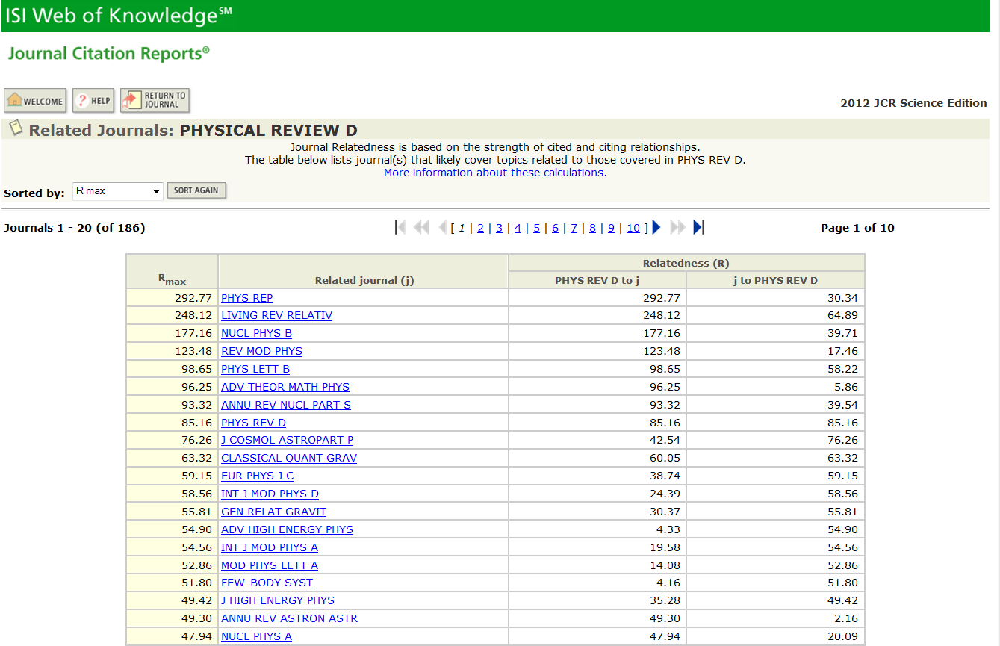 ISI Web of Knowledge℠
Journal Citation Reports®
WELCOME ? HELP RETURN TO JOURNAL
2012 JCR Science Edition
Related Journals: PHYSICAL REVIEW D
Journal Relatedness is based on the strength of cited and citing relationships.
The table below lists journal(s) that likely cover topics related to those covered in PHYS REV D.
More information about these calculations.
Sorted by: R max SORT AGAIN
Journals 1 - 20 (of 186) [ 1 | 2 | 3 | 4 | 5 | 6 | 7 | 8 | 9 | 10 ] Page 1 of 10
Relatedness (R)
Rmax Related journal (j) PHYS REV D to j j to PHYS REV D
292.77 PHYS REP 292.77 30.34
248.12 LIVING REV RELATIV 248.12 64.89
177.16 NUCL PHYS B 177.16 39.71
123.48 REV MOD PHYS 123.48 17.46
98.65 PHYS LETT B 98.65 58.22
96.25 ADV THEOR MATH PHYS 96.25 5.86
93.32 ANNU REV NUCL PART S 93.32 39.54
85.16 PHYS REV D 85.16 85.16
76.26 J COSMOL ASTROPART P 42.54 76.26
63.32 CLASSICAL QUANT GRAV 60.05 63.32
59.15 EUR PHYS J C 38.74 59.15
58.56 INT J MOD PHYS D 24.39 58.56
55.81 GEN RELAT GRAVIT 30.37 55.81
54.90 ADV HIGH ENERGY PHYS 4.33 54.90
54.56 INT J MOD PHYS A 19.58 54.56
52.86 MOD PHYS LETT A 14.08 52.86
51.80 FEW-BODY SYST 4.16 51.80
49.42 J HIGH ENERGY PHYS 35.28 49.42
49.30 ANNU REV ASTRON ASTR 49.30 2.16
47.94 NUCL PHYS A 47.94 20.09